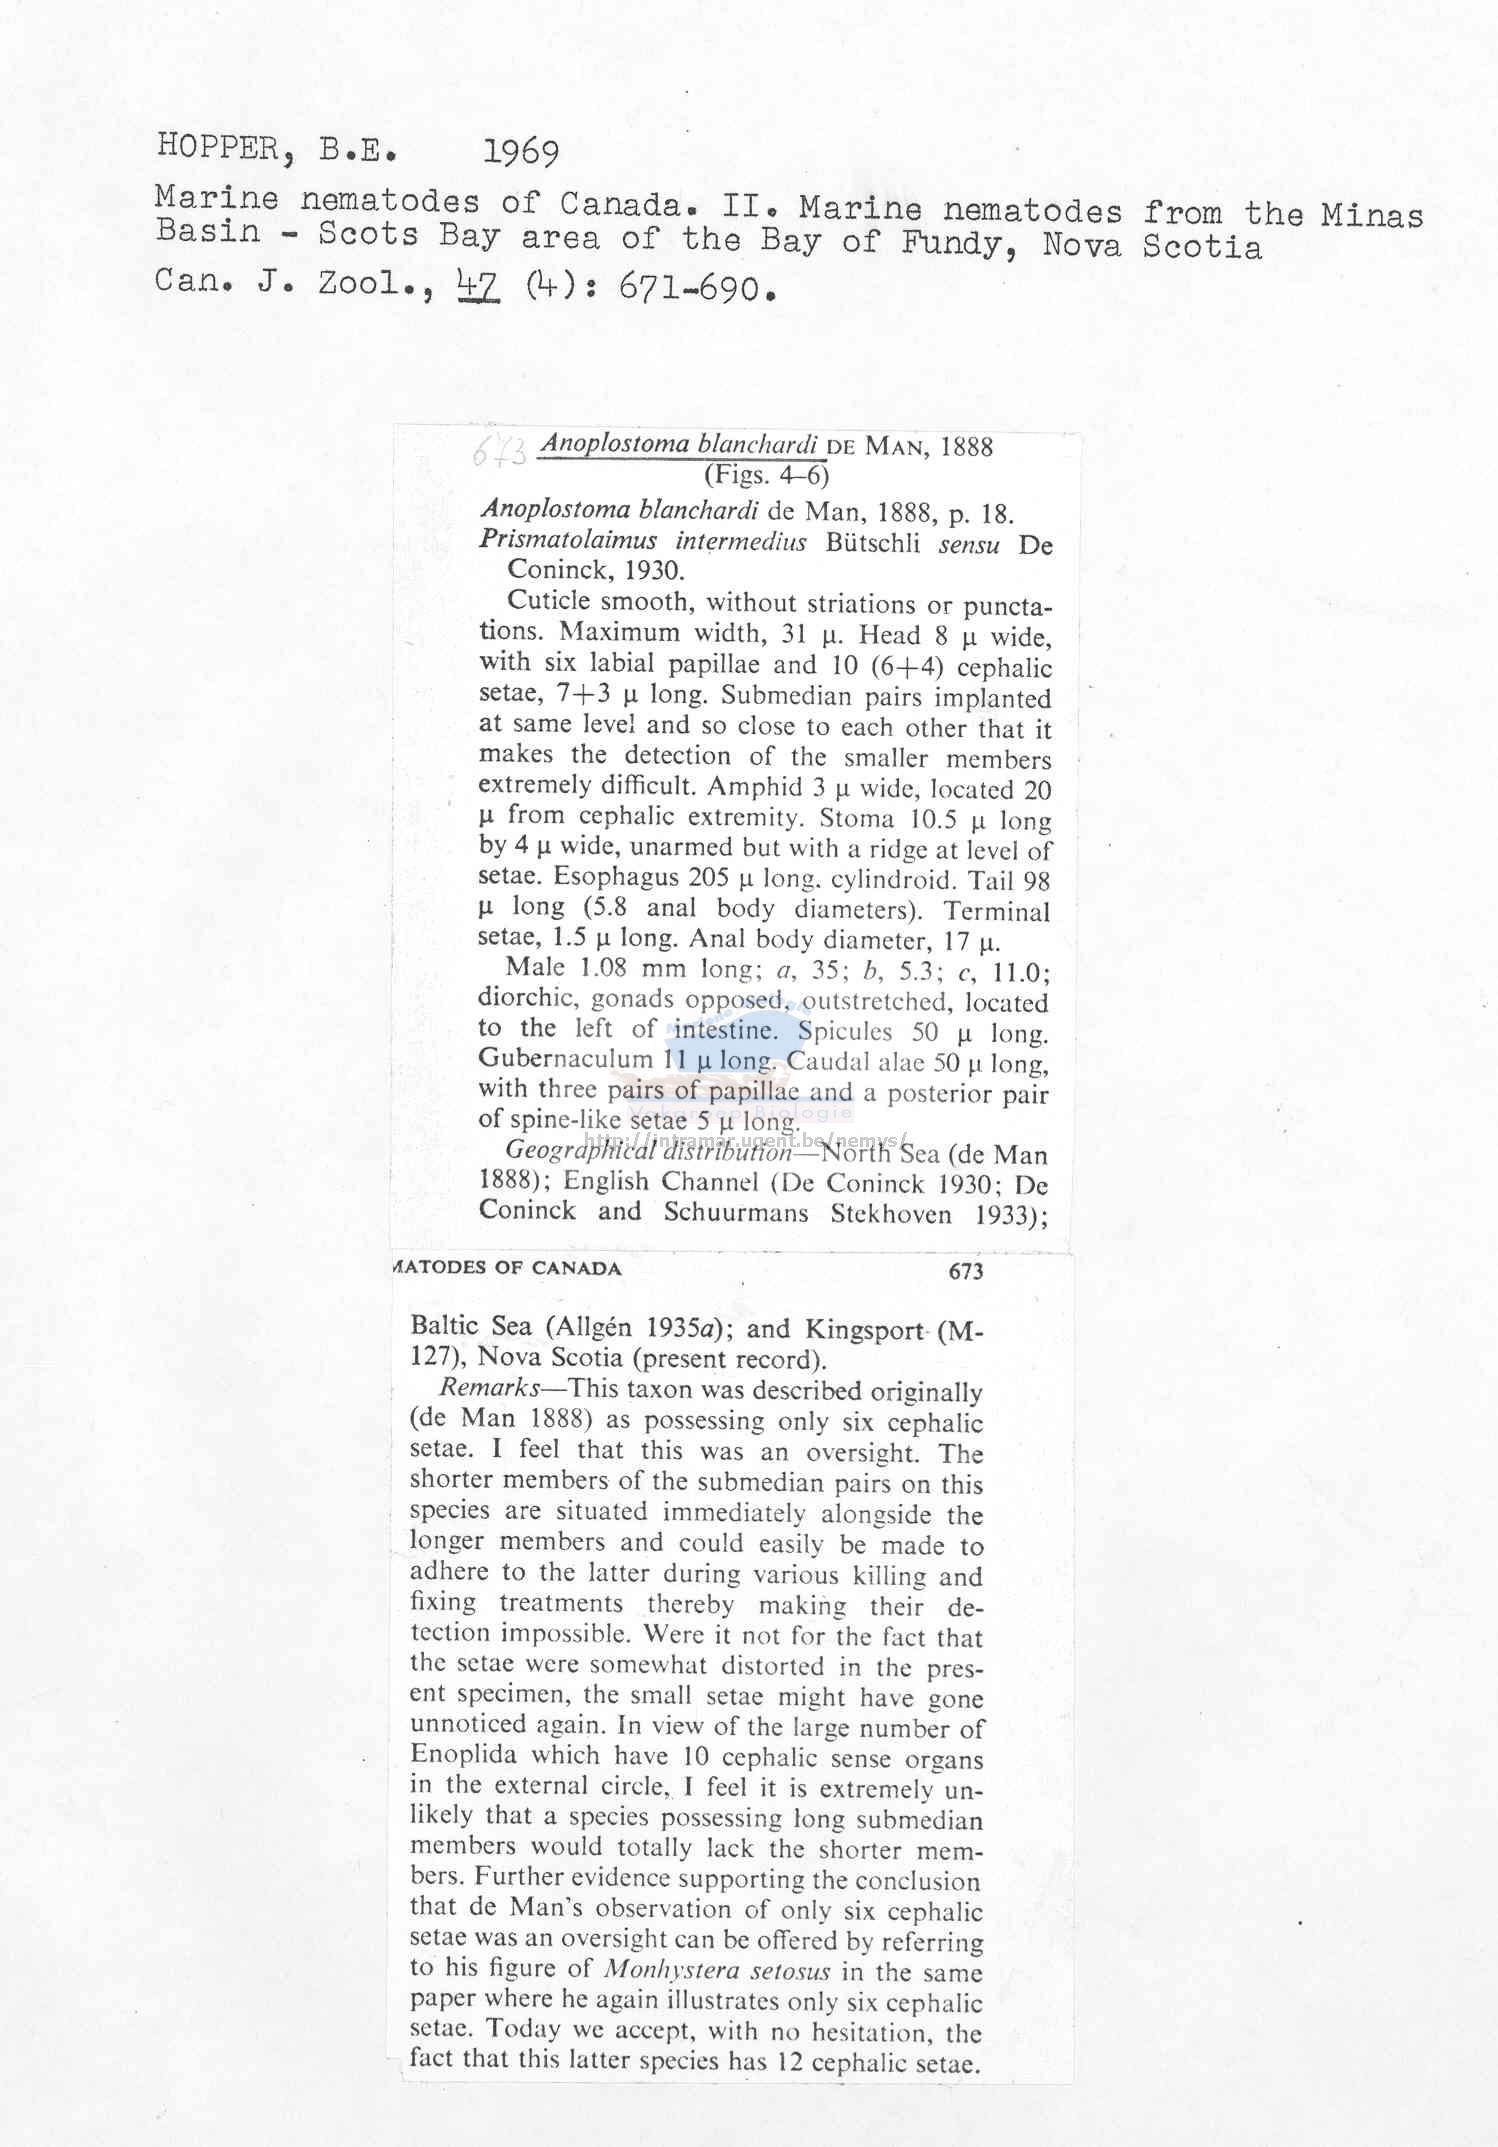 HOPPER, B.E. 1969
Marine nematodes of Canada. II. Marine nematodes from the Minas
Basin - Scots Bay area of the Bay of Fundy, Nova Scotia
Can. J. Zool., 47 (4): 671-690.
673 Anoplostoma blanchardi DE MAN, 1888
(Figs. 4–6)
Anoplostoma blanchardi de Man, 1888, p. 18.
Prismatolaimus intermedius Bütschli sensu De
Coninck, 1930.
Cuticle smooth, without striations or puncta-
tions. Maximum width, 31 µ. Head 8 µ wide,
with six labial papillae and 10 (6+4) cephalic
setae, 7+3 µ long. Submedian pairs implanted
at same level and so close to each other that it
makes the detection of the smaller members
extremely difficult. Amphid 3 µ wide, located 20
µ from cephalic extremity. Stoma 10.5 µ long
by 4 µ wide, unarmed but with a ridge at level of
setae. Esophagus 205 µ long. cylindroid. Tail 98
µ long (5.8 anal body diameters). Terminal
setae, 1.5 µ long. Anal body diameter, 17 µ.
Male 1.08 mm long; a, 35; b, 5.3; c, 11.0;
diorchic, gonads opposed, outstretched, located
to the left of intestine. Spicules 50 µ long.
Gubernaculum 11 µ long. Caudal alae 50 µ long,
with three pairs of papillae and a posterior pair
Vakgroep Biologie
of spine-like setae 5 µ long.
http://intramar.ugent.be/nemys/
Geographical distribution—North Sea (de Man
1888); English Channel (De Coninck 1930; De
Coninck and Schuurmans Stekhoven 1933);
MATODES OF CANADA 673
Baltic Sea (Allgén 1935a); and Kingsport (M-
127), Nova Scotia (present record).
Remarks—This taxon was described originally
(de Man 1888) as possessing only six cephalic
setae. I feel that this was an oversight. The
shorter members of the submedian pairs on this
species are situated immediately alongside the
longer members and could easily be made to
adhere to the latter during various killing and
fixing treatments thereby making their de-
tection impossible. Were it not for the fact that
the setae were somewhat distorted in the pres-
ent specimen, the small setae might have gone
unnoticed again. In view of the large number of
Enoplida which have 10 cephalic sense organs
in the external circle, I feel it is extremely un-
likely that a species possessing long submedian
members would totally lack the shorter mem-
bers. Further evidence supporting the conclusion
that de Man's observation of only six cephalic
setae was an oversight can be offered by referring
to his figure of Monhystera setosus in the same
paper where he again illustrates only six cephalic
setae. Today we accept, with no hesitation, the
fact that this latter species has 12 cephalic setae.